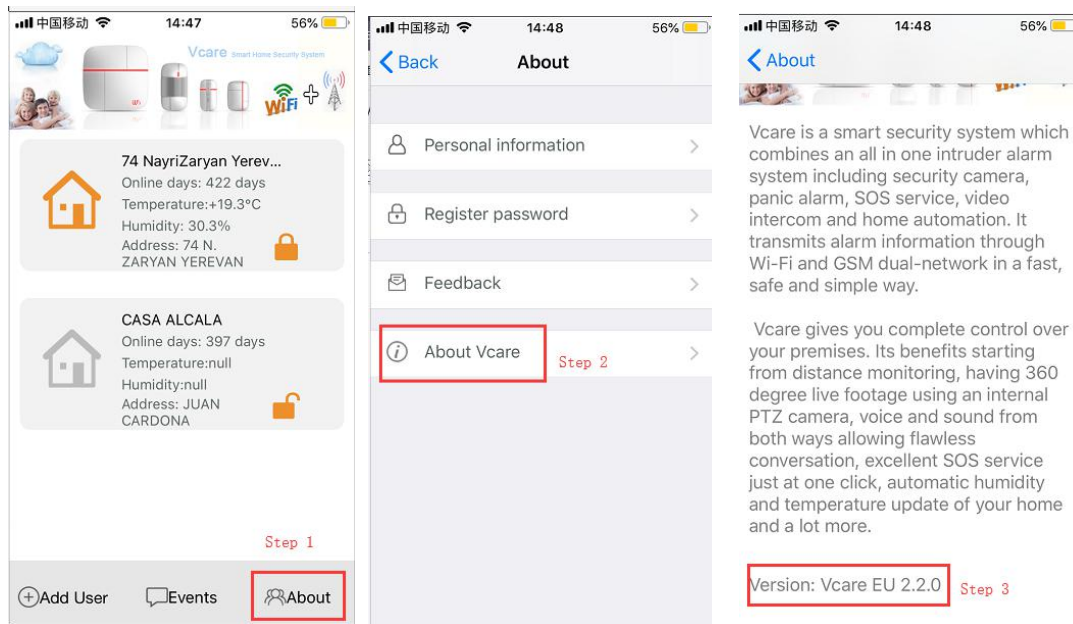 中国移动 14:47 56%
Vcare Smart Home Security System
WiFi
74 NayriZaryan Yerev...
Online days: 422 days
Temperature:+19.3°C
Humidity: 30.3%
Address: 74 N.
ZARYAN YEREVAN
CASA ALCALA
Online days: 397 days
Temperature:null
Humidity:null
Address: JUAN
CARDONA
Step 1
Add User Events About
中国移动 14:48 56%
Back About
Personal information
Register password
Feedback
About Vcare
Step 2
中国移动 14:48 56%
About
Vcare is a smart security system which
combines an all in one intruder alarm
system including security camera,
panic alarm, SOS service, video
intercom and home automation. It
transmits alarm information through
Wi-Fi and GSM dual-network in a fast,
safe and simple way.
Vcare gives you complete control over
your premises. Its benefits starting
from distance monitoring, having 360
degree live footage using an internal
PTZ camera, voice and sound from
both ways allowing flawless
conversation, excellent SOS service
just at one click, automatic humidity
and temperature update of your home
and a lot more.
Version: Vcare EU 2.2.0
Step 3